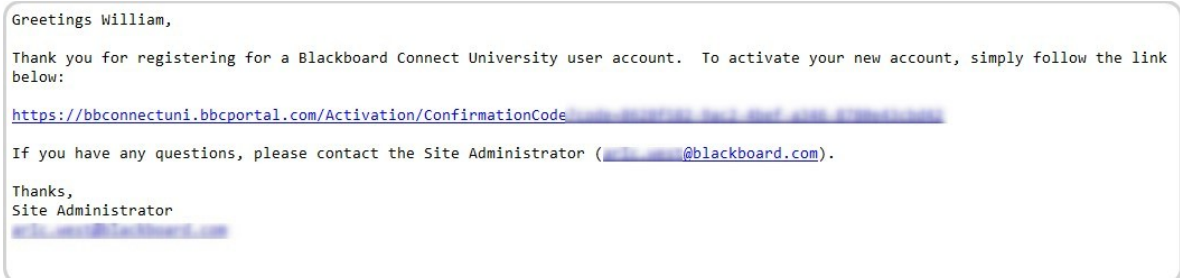 Greetings William,
Thank you for registering for a Blackboard Connect University user account.  To activate your new account, simply follow the link
below:
https://bbconnectuni.bbcportal.com/Activation/ConfirmationCode
If you have any questions, please contact the Site Administrator ( @blackboard.com).
Thanks,
Site Administrator